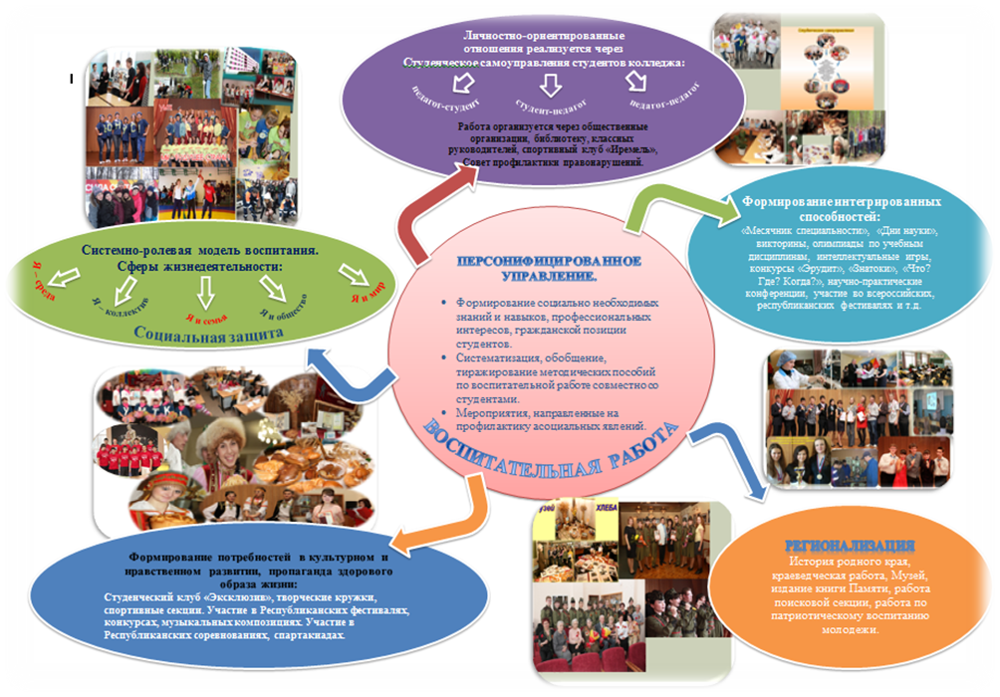 Личностно-ориентированные
отношения реализуется через
Студенческое самоуправления студентов колледжа:
педагог-студент
студент-педагог
педагог-педагог
Работа организуется через общественные
организации, библиотеку, классных
руководителей, спортивный клуб «Иремель»,
Совет профилактики правонарушений.
Формирование интегрированных
способностей:
«Месячник специальности», «Дни науки»,
викторины, олимпиады по учебным
дисциплинам, интеллектуальные игры,
конкурсы «Эрудит», «Знатоки», «Что?
Где? Когда?», научно-практические
конференции, участие во всероссийских,
республиканских фестивалях и т.д.
Системно-ролевая модель воспитания.
Сферы жизнедеятельности:
Я – среда
Я – коллектив
Я и семья
Я и общество
Я и мир
Социальная защита
ПЕРСОНИФИЦИРОВАННОЕ
УПРАВЛЕНИЕ.
• Формирование социально необходимых
знаний и навыков, профессиональных
интересов, гражданской позиции
студентов.
• Систематизация, обобщение,
тиражирование методических пособий
по воспитательной работе совместно со
студентами.
• Мероприятия, направленные на
профилактику асоциальных явлений.
ВОСПИТАТЕЛЬНАЯ РАБОТА
ХЛЕБА
Формирование потребностей в культурном и
нравственном развитии, пропаганда здорового
образа жизни:
Студенческий клуб «Эксклюзив», творческие кружки,
спортивные секции. Участие в Республиканских фестивалях,
конкурсах, музыкальных композициях. Участие в
Республиканских соревнованиях, спартакиадах.
РЕГИОНАЛИЗАЦИЯ
История родного края,
краеведческая работа, Музей,
издание книги Памяти, работа
поисковой секции, работа по
патриотическому воспитанию
молодежи.